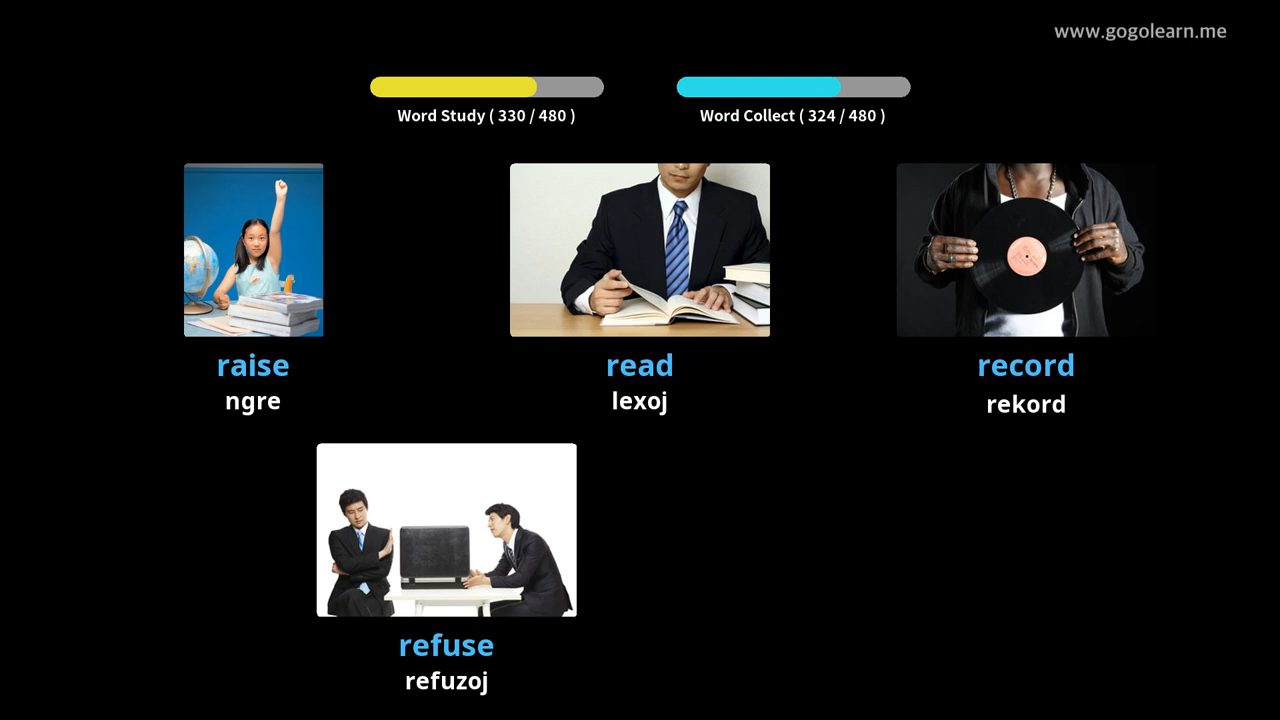 www.gogolearn.me
Word Study ( 330 / 480 )
Word Collect ( 324 / 480 )
raise
ngre
read
lexoj
record
rekord
refuse
refuzoj